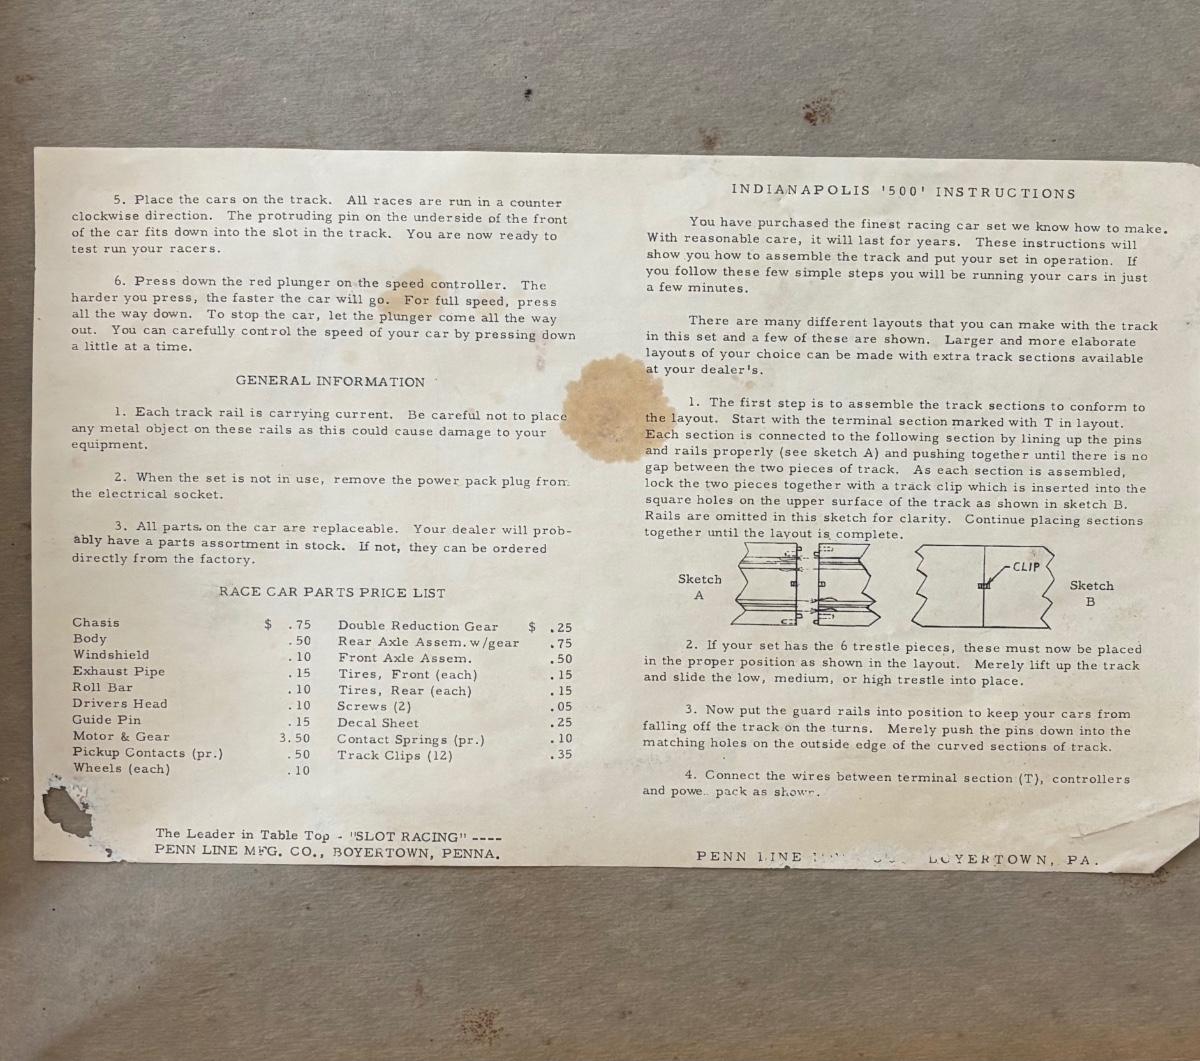 5. Place the cars on the track. All races are run in a counter
clockwise direction. The protruding pin on the underside of the front
of the car fits down into the slot in the track. You are now ready to
test run your racers.
6. Press down the red plunger on the speed controller. The
harder you press, the faster the car will go. For full speed, press
all the way down. To stop the car, let the plunger come all the way
out. You can carefully control the speed of your car by pressing down
a little at a time.
GENERAL INFORMATION
1. Each track rail is carrying current. Be careful not to place
any metal object on these rails as this could cause damage to your
equipment.
2. When the set is not in use, remove the power pack plug from
the electrical socket.
3. All parts on the car are replaceable. Your dealer will prob-
ably have a parts assortment in stock. If not, they can be ordered
directly from the factory.
RACE CAR PARTS PRICE LIST
Chasis $ .75 Double Reduction Gear $ .25
Body .50 Rear Axle Assem. w/gear .75
Windshield .10 Front Axle Assem. .50
Exhaust Pipe .15 Tires, Front (each) .15
Roll Bar .10 Tires, Rear (each) .15
Drivers Head .10 Screws (2) .05
Guide Pin .15 Decal Sheet .25
Motor & Gear 3.50 Contact Springs (pr.) .10
Pickup Contacts (pr.) .50 Track Clips (12) .35
Wheels (each) .10
The Leader in Table Top - "SLOT RACING" ----
PENN LINE MFG. CO., BOYERTOWN, PENNA.
INDIANAPOLIS '500' INSTRUCTIONS
You have purchased the finest racing car set we know how to make.
With reasonable care, it will last for years. These instructions will
show you how to assemble the track and put your set in operation. If
you follow these few simple steps you will be running your cars in just
a few minutes.
There are many different layouts that you can make with the track
in this set and a few of these are shown. Larger and more elaborate
layouts of your choice can be made with extra track sections available
at your dealer's.
1. The first step is to assemble the track sections to conform to
the layout. Start with the terminal section marked with T in layout.
Each section is connected to the following section by lining up the pins
and rails properly (see sketch A) and pushing together until there is no
gap between the two pieces of track. As each section is assembled,
lock the two pieces together with a track clip which is inserted into the
square holes on the upper surface of the track as shown in sketch B.
Rails are omitted in this sketch for clarity. Continue placing sections
together until the layout is complete.
Sketch
A
CLIP
Sketch
B
2. If your set has the 6 trestle pieces, these must now be placed
in the proper position as shown in the layout. Merely lift up the track
and slide the low, medium, or high trestle into place.
3. Now put the guard rails into position to keep your cars from
falling off the track on the turns. Merely push the pins down into the
matching holes on the outside edge of the curved sections of track.
4. Connect the wires between terminal section (T), controllers
and power pack as shown.
PENN LINE BOYERTOWN, PA.